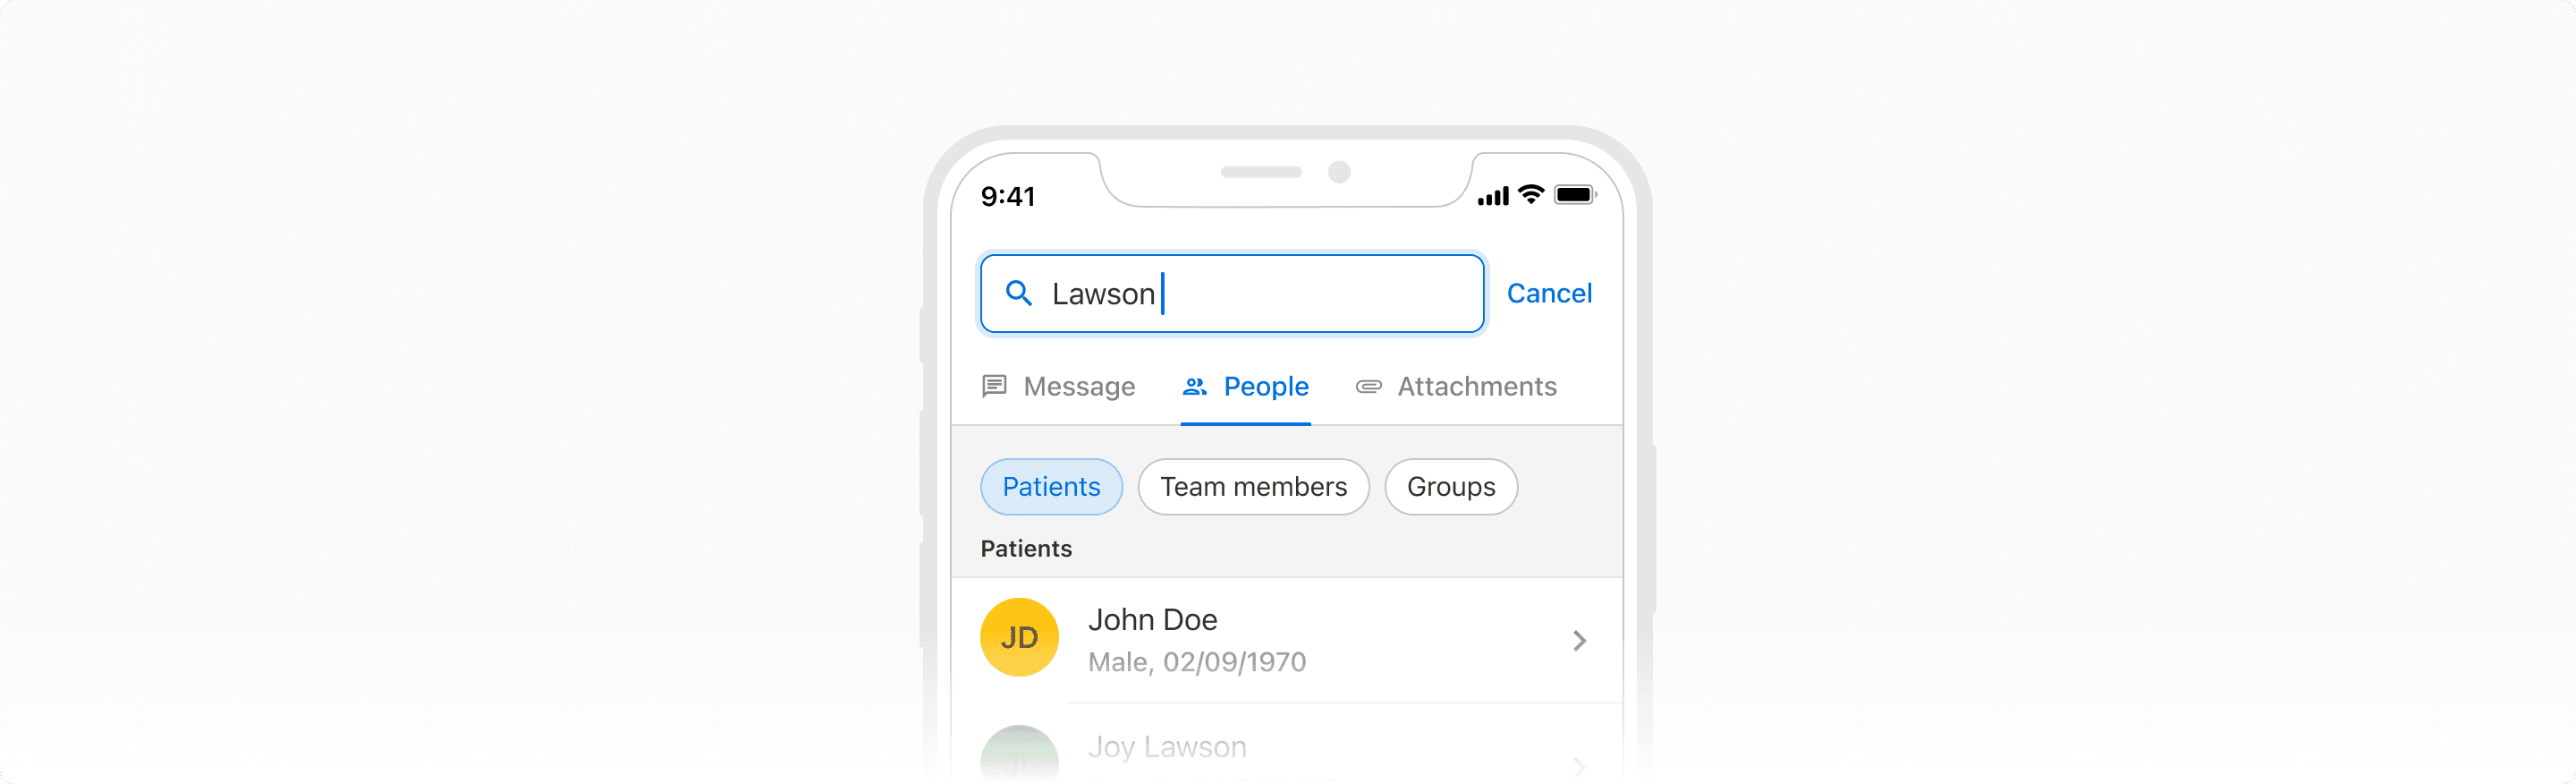 9:41
Lawson Cancel
Message People Attachments
Patients Team members Groups
Patients
JD John Doe
Male, 02/09/1970
Joy Lawson